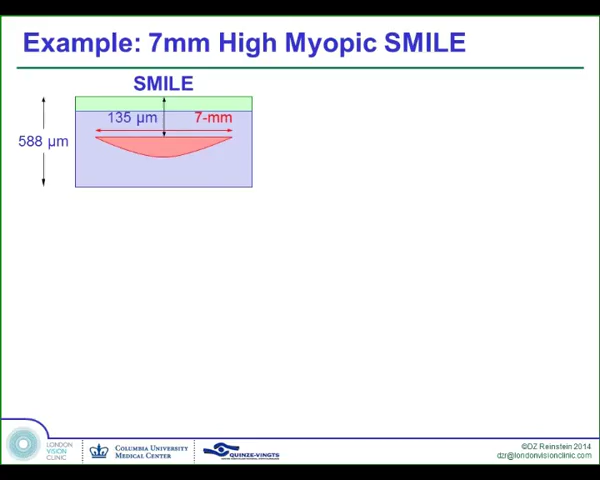 Example: 7mm High Myopic SMILE
SMILE
135 µm
7-mm
588 µm
LONDON
VISION
CLINIC
COLUMBIA UNIVERSITY
MEDICAL CENTER
QUINZE-VINGTS
©DZ Reinstein 2014
dzr@londonvisionclinic.com